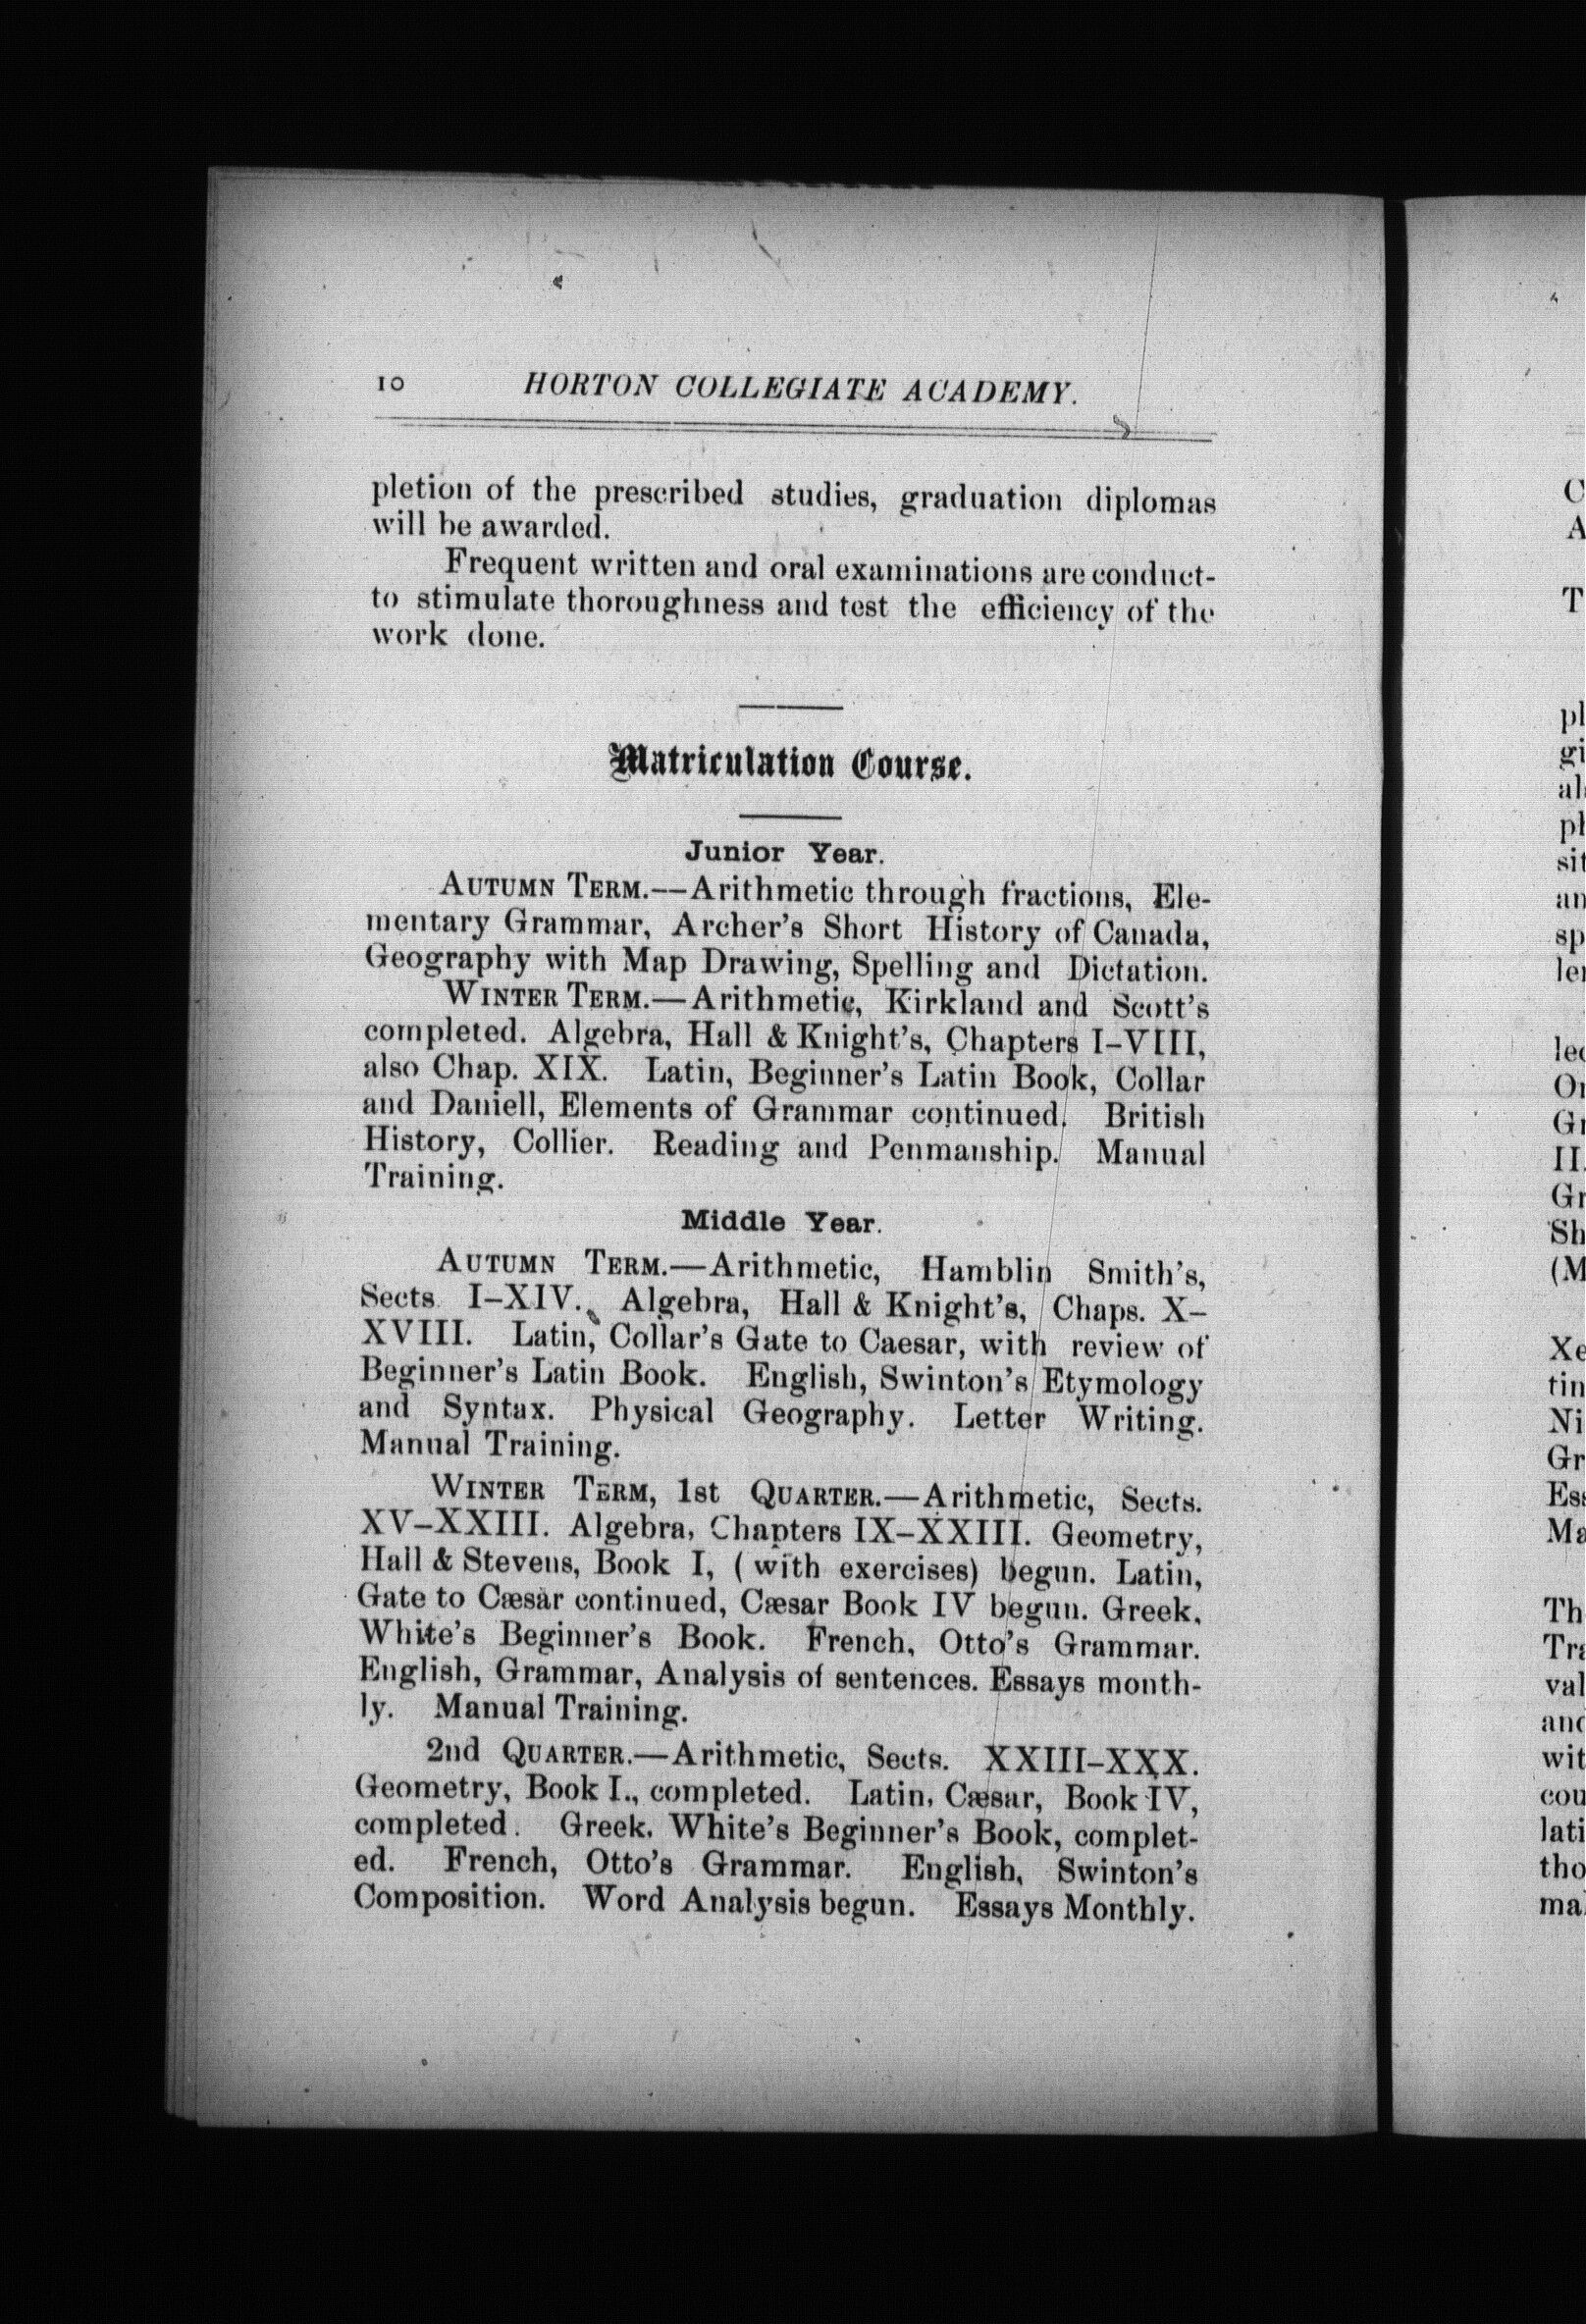 10 HORTON COLLEGIATE ACADEMY.
pletion of the prescribed studies, graduation diplomas
will be awarded.
Frequent written and oral examinations are conduct-
to stimulate thoroughness and test the efficiency of the
work done.
Matriculation Course.
Junior Year.
AUTUMN TERM.—Arithmetic through fractions, Ele-
mentary Grammar, Archer's Short History of Canada,
Geography with Map Drawing, Spelling and Dictation.
WINTER TERM.—Arithmetic, Kirkland and Scott's
completed. Algebra, Hall & Knight's, Chapters I-VIII,
also Chap. XIX. Latin, Beginner's Latin Book, Collar
and Daniell, Elements of Grammar continued. British
History, Collier. Reading and Penmanship. Manual
Training.
Middle Year.
AUTUMN TERM.—Arithmetic, Hamblin Smith's,
Sects. I-XIV. Algebra, Hall & Knight's, Chaps. X-
XVIII. Latin, Collar's Gate to Caesar, with review of
Beginner's Latin Book. English, Swinton's Etymology
and Syntax. Physical Geography. Letter Writing.
Manual Training.
WINTER TERM, 1st QUARTER.—Arithmetic, Sects.
XV-XXIII. Algebra, Chapters IX-XXIII. Geometry,
Hall & Stevens, Book I, (with exercises) begun. Latin,
Gate to Cæsar continued, Cæsar Book IV begun. Greek,
White's Beginner's Book. French, Otto's Grammar.
English, Grammar, Analysis of sentences. Essays month-
ly. Manual Training.
2nd QUARTER.—Arithmetic, Sects. XXIII-XXX.
Geometry, Book I., completed. Latin, Cæsar, Book IV,
completed. Greek, White's Beginner's Book, complet-
ed. French, Otto's Grammar. English, Swinton's
Composition. Word Analysis begun. Essays Monthly.